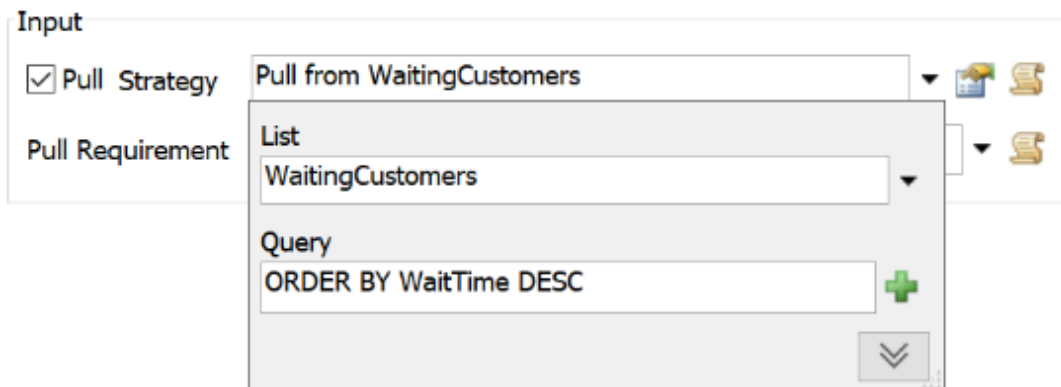 Input
Pull Strategy Pull from WaitingCustomers
Pull Requirement
List
WaitingCustomers
Query
ORDER BY WaitTime DESC